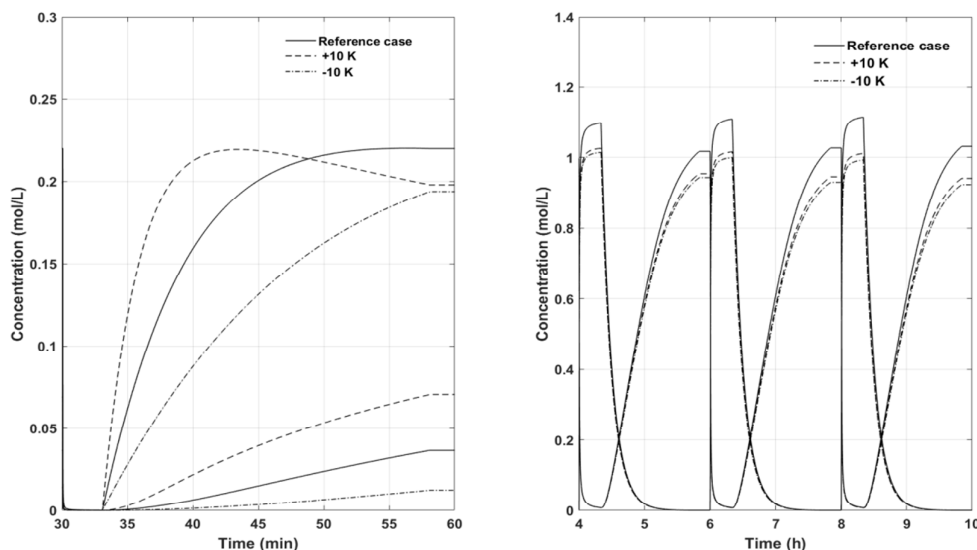 0.3
0.25
0.2
0.15
0.1
0.05
0
Concentration (mol/L)
Reference case
+10 K
-10 K
30 35 40 45 50 55 60
Time (min)
1.4
1.2
1
0.8
0.6
0.4
0.2
0
Concentration (mol/L)
Reference case
+10 K
-10 K
4 5 6 7 8 9 10
Time (h)